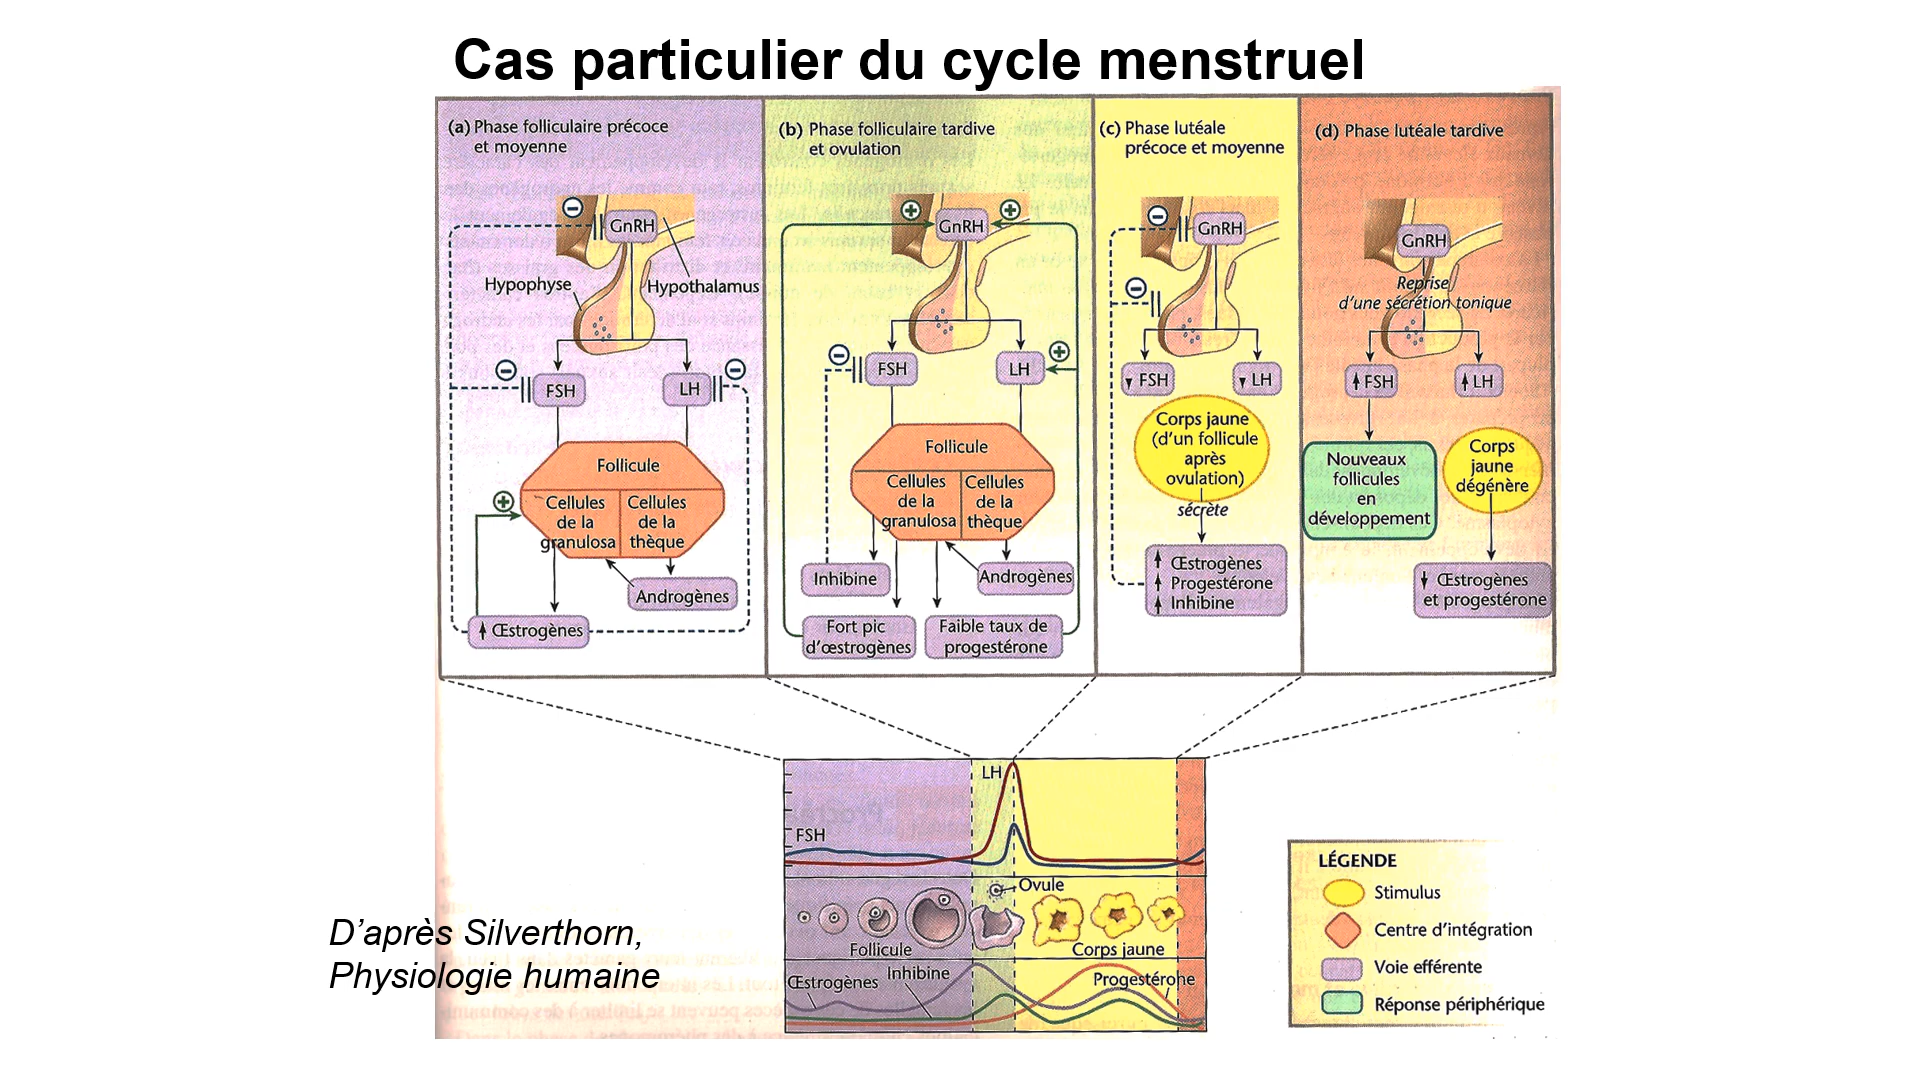 Cas particulier du cycle menstruel
(a) Phase folliculaire précoce
et moyenne
GnRH
Hypophyse
Hypothalamus
FSH
LH
Follicule
Cellules
de la
granulosa
Cellules
de la
thèque
Androgènes
Œstrogènes
(b) Phase folliculaire tardive
et ovulation
GnRH
FSH
LH
Follicule
Cellules
de la
granulosa
Cellules
de la
thèque
Inhibine
Androgènes
Fort pic
d'œstrogènes
Faible taux de
progestérone
(c) Phase lutéale
précoce et moyenne
GnRH
FSH
LH
Corps jaune
(d'un follicule
après
ovulation)
sécrète
Œstrogènes
Progestérone
Inhibine
(d) Phase lutéale tardive
GnRH
Reprise
d'une sécrétion tonique
FSH
LH
Nouveaux
follicules
en
développement
Corps
jaune
dégénère
Œstrogènes
et progestérone
LH
FSH
Ovule
Follicule
Corps jaune
Œstrogènes
Inhibine
Progestérone
LÉGENDE
Stimulus
Centre d'intégration
Voie efférente
Réponse périphérique
D'après Silverthorn,
Physiologie humaine